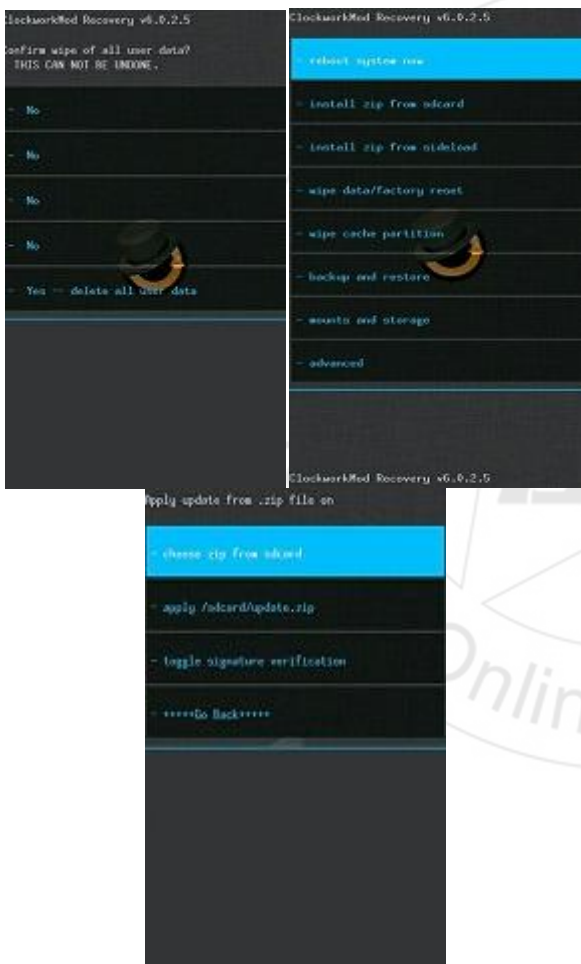 ClockworkMod Recovery v6.0.2.5
Confirm wipe of all user data?
THIS CAN NOT BE UNDONE.
- No
- No
- No
- No
- Yes -- delete all user data
ClockworkMod Recovery v6.0.2.5
- reboot system now
- install zip from sdcard
- install zip from sideload
- wipe data/factory reset
- wipe cache partition
- backup and restore
- mounts and storage
- advanced
ClockworkMod Recovery v6.0.2.5
Apply update from .zip file on
- choose zip from sdcard
- apply /sdcard/update.zip
- toggle signature verification
- +++++Go Back+++++
Onlin